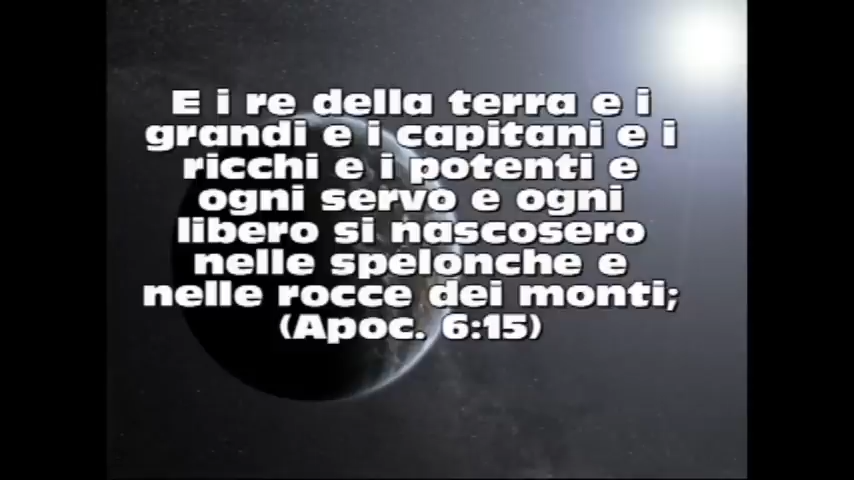 E i re della terra e i
grandi e i capitani e i
ricchi e i potenti e
ogni servo e ogni
libero si nascosero
nelle spelonche e
nelle rocce dei monti;
(Apoc. 6:15)